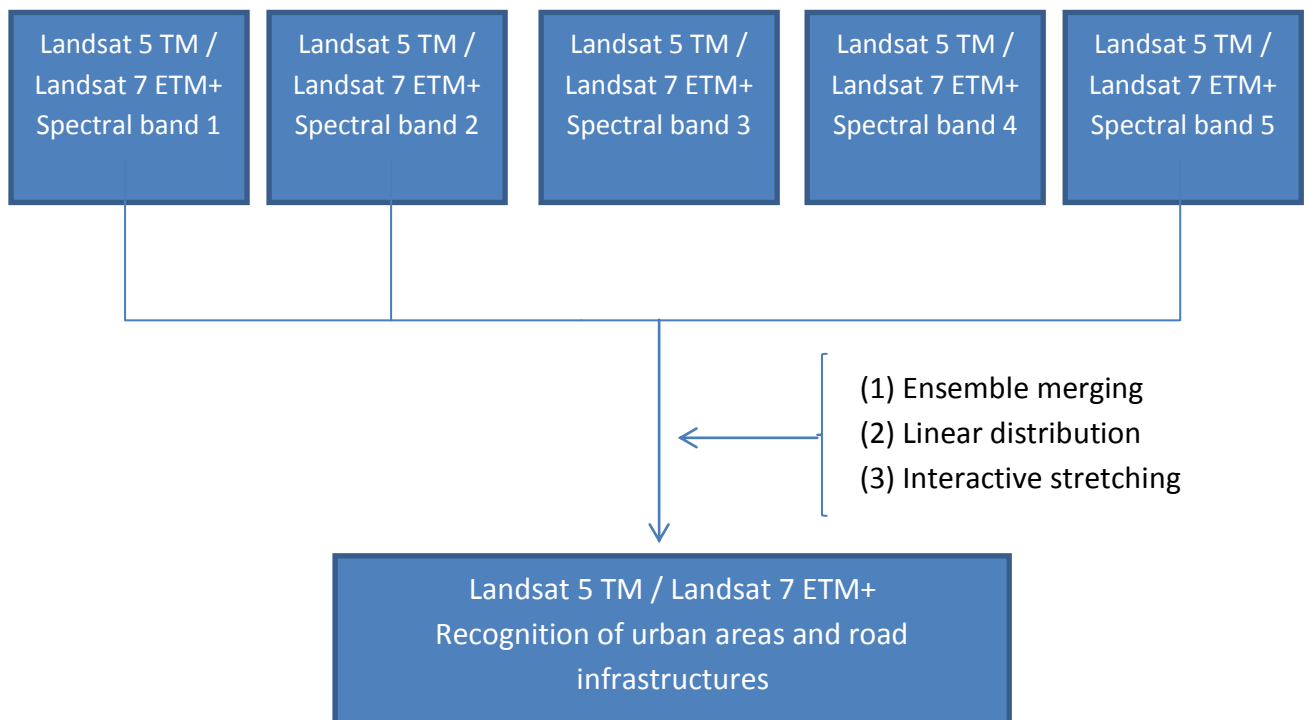 Landsat 5 TM /
Landsat 7 ETM+
Spectral band 1
Landsat 5 TM /
Landsat 7 ETM+
Spectral band 2
Landsat 5 TM /
Landsat 7 ETM+
Spectral band 3
Landsat 5 TM /
Landsat 7 ETM+
Spectral band 4
Landsat 5 TM /
Landsat 7 ETM+
Spectral band 5
(1) Ensemble merging
(2) Linear distribution
(3) Interactive stretching
Landsat 5 TM / Landsat 7 ETM+
Recognition of urban areas and road
infrastructures